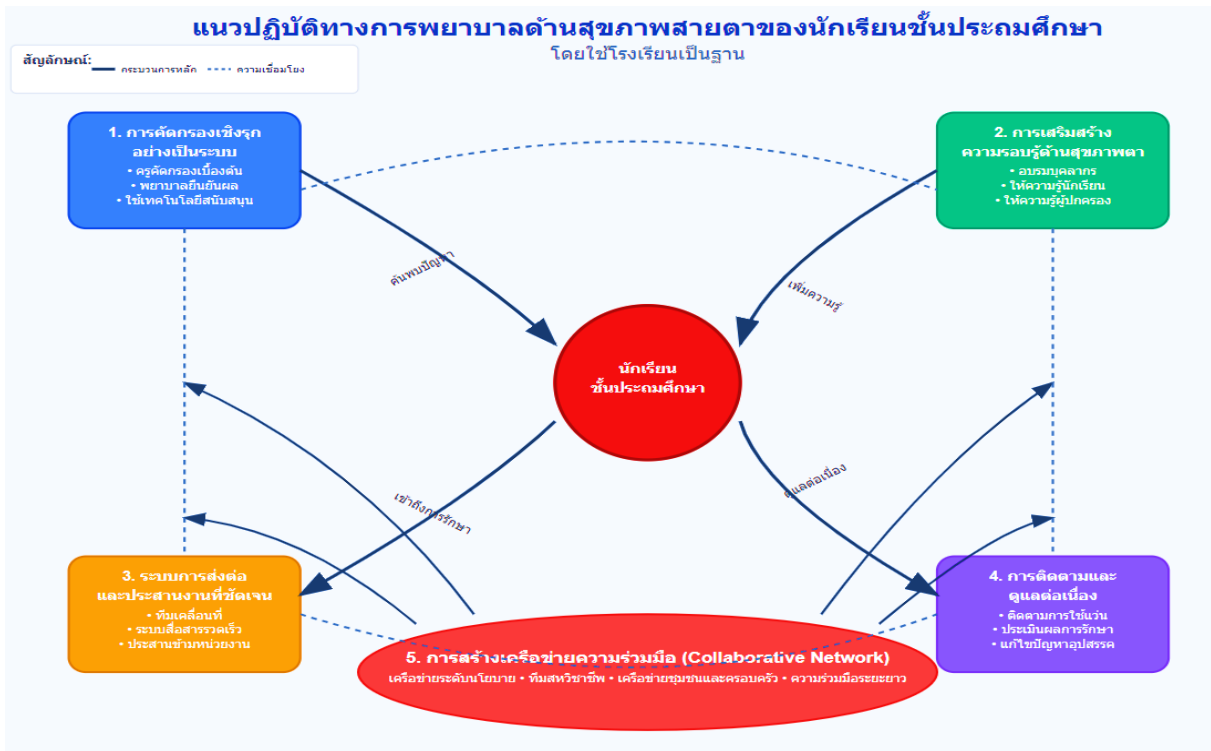 แนวปฏิบัติทางการพยาบาลด้านสุขภาพสายตาของนักเรียนชั้นประถมศึกษา
โดยใช้โรงเรียนเป็นฐาน
สัญลักษณ์:
กระบวนการหลัก
ความเชื่อมโยง
1. การคัดกรองเชิงรุก
อย่างเป็นระบบ
• ครูคัดกรองเบื้องต้น
• พยาบาลยืนยันผล
• ใช้เทคโนโลยีสนับสนุน
2. การเสริมสร้าง
ความรอบรู้ด้านสุขภาพตา
• อบรมบุคลากร
• ให้ความรู้นักเรียน
• ให้ความรู้ผู้ปกครอง
ค้นพบปัญหา
เพิ่มความรู้
นักเรียน
ชั้นประถมศึกษา
เข้าถึงการรักษา
ดูแลต่อเนื่อง
3. ระบบการส่งต่อ
และประสานงานที่ชัดเจน
• ทีมเคลื่อนที่
• ระบบสื่อสารรวดเร็ว
• ประสานข้ามหน่วยงาน
4. การติดตามและ
ดูแลต่อเนื่อง
• ติดตามการใช้แว่น
• ประเมินผลการรักษา
• แก้ไขปัญหาอุปสรรค
5. การสร้างเครือข่ายความร่วมมือ (Collaborative Network)
เครือข่ายระดับนโยบาย • ทีมสหวิชาชีพ • เครือข่ายชุมชนและครอบครัว • ความร่วมมือระยะยาว